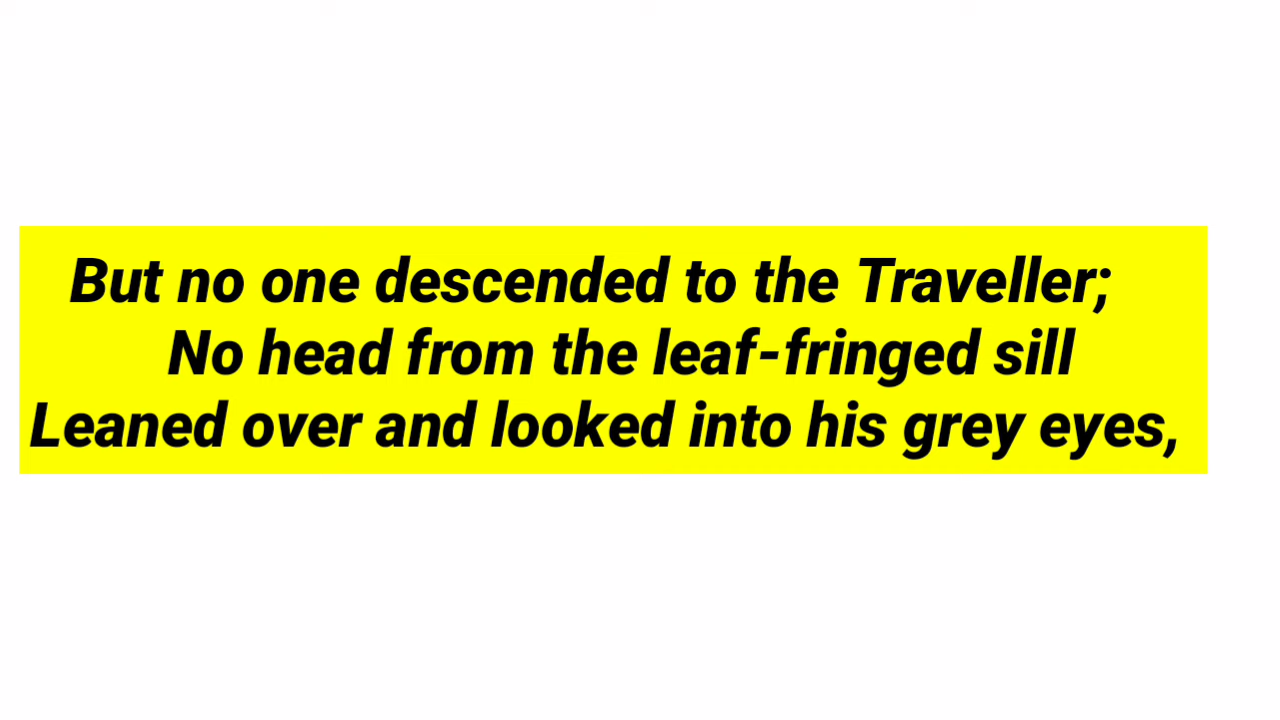 But no one descended to the Traveller;
No head from the leaf-fringed sill
Leaned over and looked into his grey eyes,